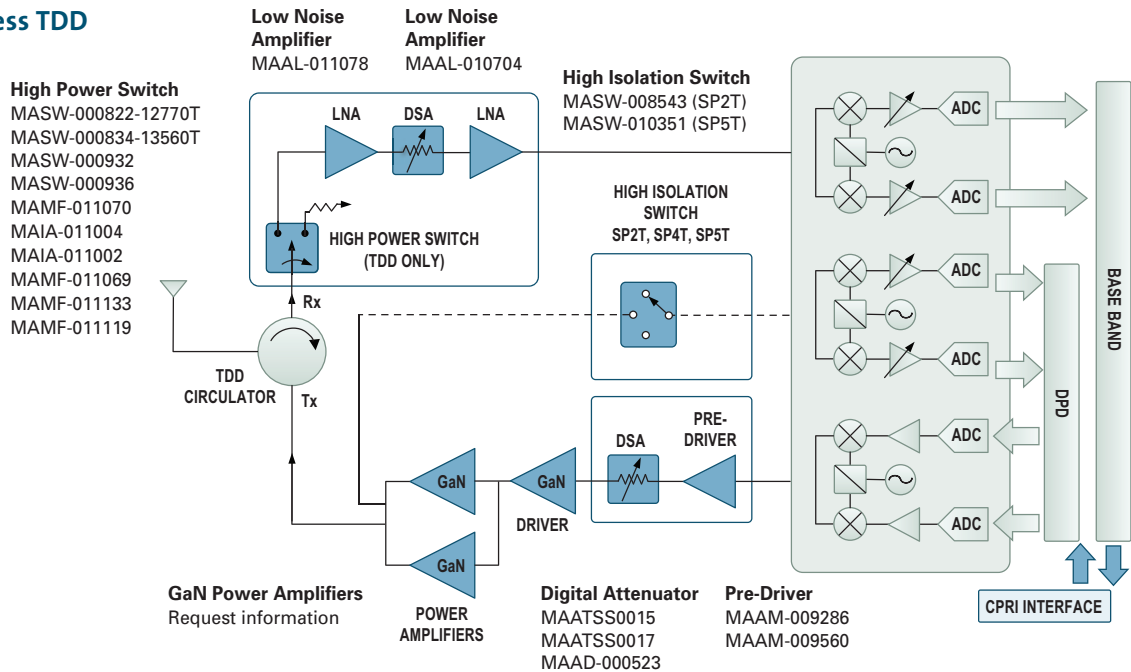 ess TDD
High Power Switch
MASW-000822-12770T
MASW-000834-13560T
MASW-000932
MASW-000936
MAMF-011070
MAIA-011004
MAIA-011002
MAMF-011069
MAMF-011133
MAMF-011119
Low Noise
Amplifier
MAAL-011078
Low Noise
Amplifier
MAAL-010704
High Isolation Switch
MASW-008543 (SP2T)
MASW-010351 (SP5T)
LNA
DSA
LNA
HIGH POWER SWITCH
(TDD ONLY)
Rx
TDD
CIRCULATOR
Tx
HIGH ISOLATION
SWITCH
SP2T, SP4T, SP5T
PRE-
DRIVER
DSA
GaN
GaN
DRIVER
GaN
POWER
AMPLIFIERS
ADC
ADC
ADC
ADC
ADC
ADC
DPD
BASE BAND
CPRI INTERFACE
GaN Power Amplifiers
Request information
Digital Attenuator
MAATSS0015
MAATSS0017
MAAD-000523
Pre-Driver
MAAM-009286
MAAM-009560